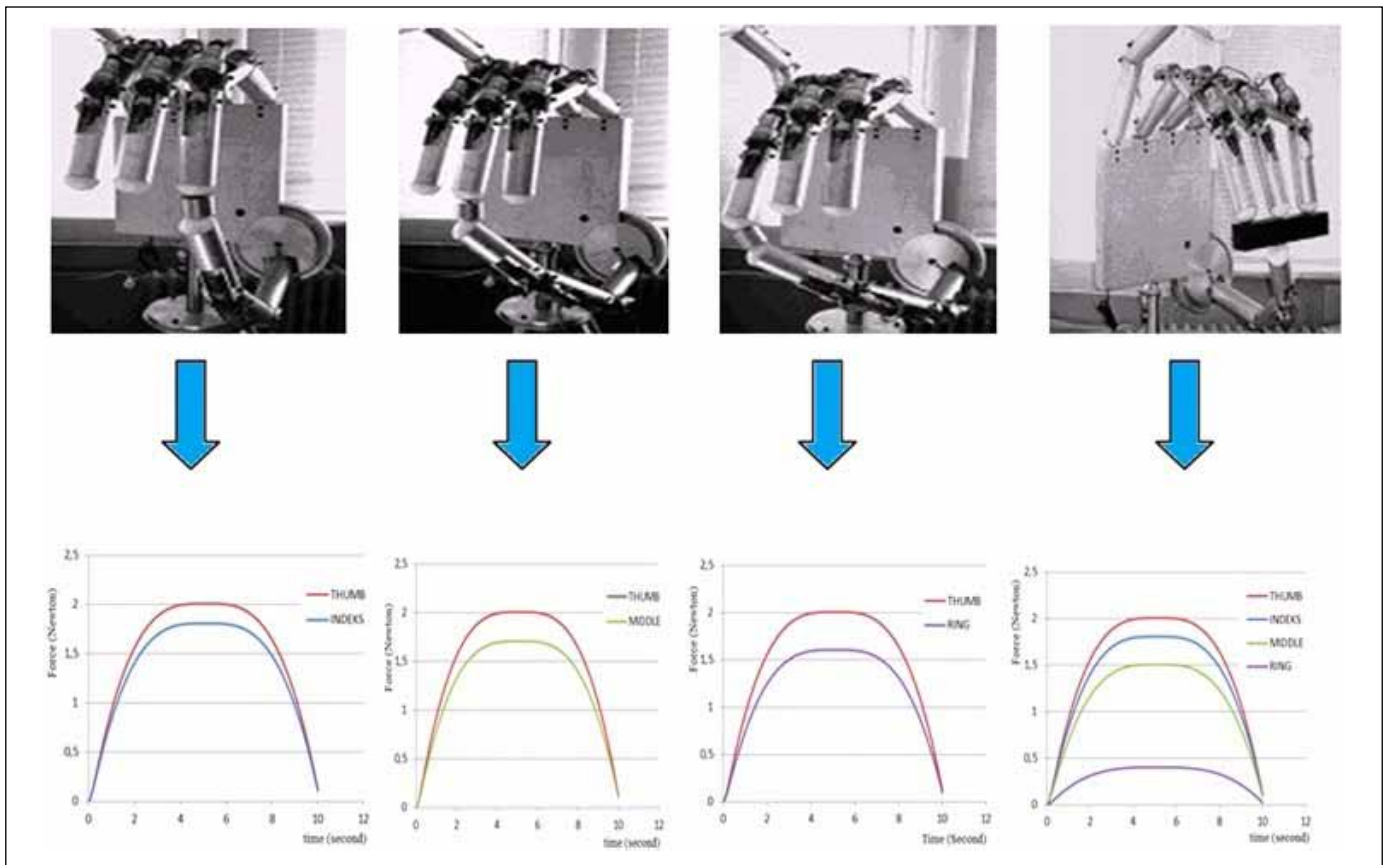 2,5
2
1,5
1
0,5
0
0 2 4 6 8 10 12
Force (Newton)
time (second)
THUMB
INDEKS
2,5
2
1,5
1
0,5
0
0 2 4 6 8 10 12
Force (Newton)
time (second)
THUMB
MIDDLE
2,5
2
1,5
1
0,5
0
0 2 4 6 8 10 12
Force (Newton)
Time (Second)
THUMB
RING
2,5
2
1,5
1
0,5
0
0 2 4 6 8 10 12
Force (Newton)
time (second)
THUMB
INDEKS
MIDDLE
RING